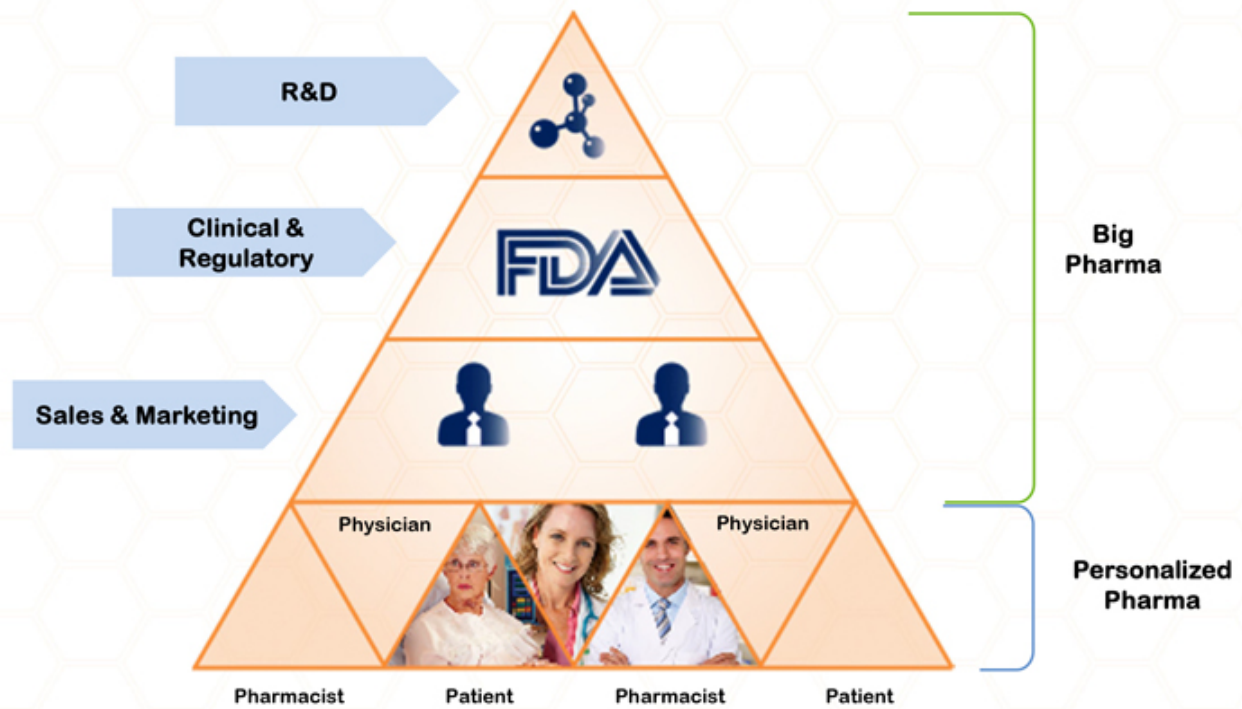 R&D
Clinical &
Regulatory
FDA
Big
Pharma
Sales & Marketing
Physician
Physician
Personalized
Pharma
Pharmacist
Patient
Pharmacist
Patient